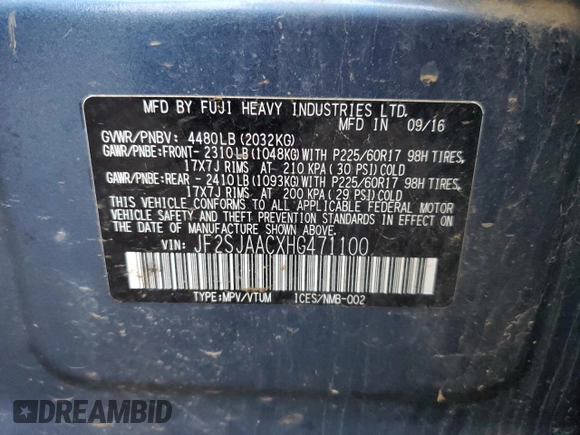 MFD BY FUJI HEAVY INDUSTRIES LTD.
MFD IN 09/16
GVWR/PNBV: 4480LB(2032KG)
GAWR/PNBE:FRONT- 2310LB(1048KG)WITH P225/60R17 98H TIRES,
17X7J RIMS AT 210 KPA(30 PSI)COLD
GAWR/PNBE:REAR - 2410LB(1093KG)WITH P225/60R17 98H TIRES,
17X7J RIMS AT 200 KPA(29 PSI)COLD
THIS VEHICLE CONFORMS TO ALL APPLICABLE FEDERAL MOTOR
VEHICLE SAFETY AND THEFT PREVENTION STANDARDS IN EFFECT
ON THE DATE OF MANUFACTURE SHOWN ABOVE.
VIN: JF2SJAACXHG471100
TYPE:MPV/VTUM ICES/NMB-002
DREAMBID